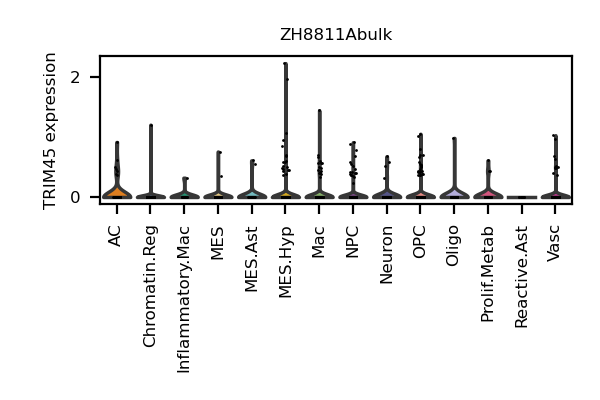 ZH8811Abulk
TRIM45 expression
2
0
AC
Chromatin.Reg
Inflammatory.Mac
MES
MES.Ast
MES.Hyp
Mac
NPC
Neuron
OPC
Oligo
Prolif.Metab
Reactive.Ast
Vasc